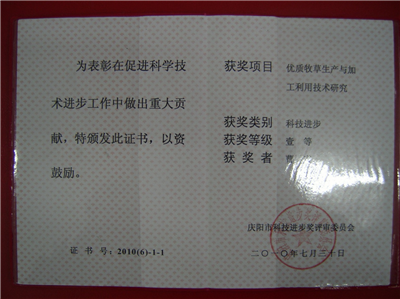 为表彰在促进科学技
术进步工作中做出重大贡
献，特颁发此证书，以资
鼓励。
证 书 号：2010(6)-1-1
获奖项目 优质牧草生产与加
工利用技术研究
获奖类别 科技进步
获奖等级 壹 等
获 奖 者
庆阳市科技进步奖评审委员会
二〇一〇年七月三十日